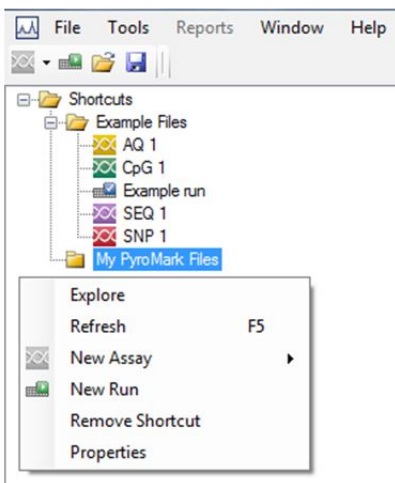 File Tools Reports Window Help
Shortcuts
Example Files
AQ 1
CpG 1
Example run
SEQ 1
SNP 1
My PyroMark Files
Explore
Refresh F5
New Assay
New Run
Remove Shortcut
Properties